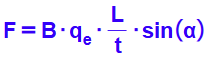 F = B · qₑ · L/t · sin(α)